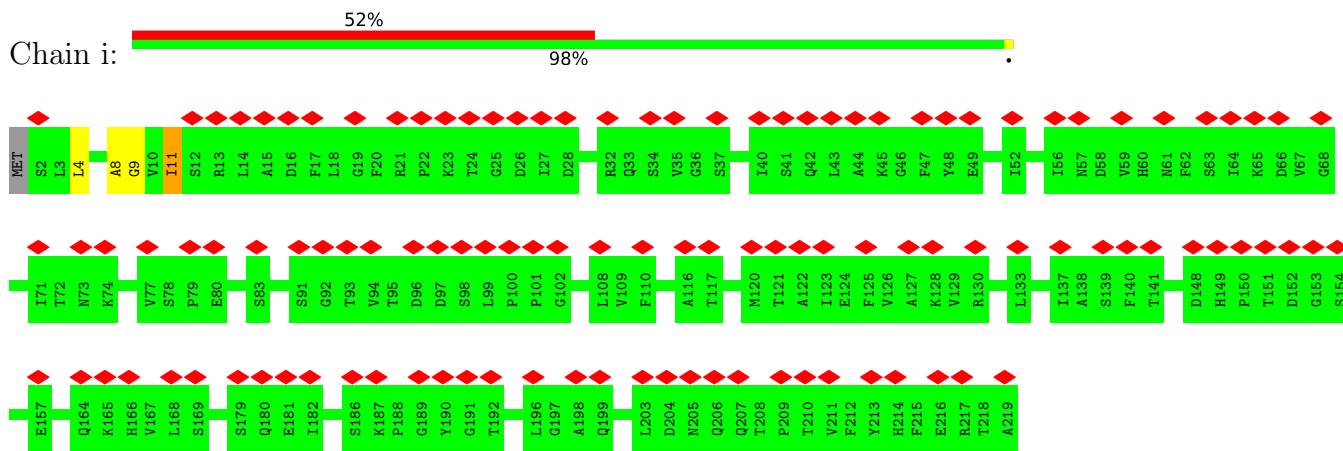 52%
Chain i:
98%
.
MET S2 L3 L4 A8 G9 V10 I11 S12 R13 L14 A15 D16 F17 L18 G19 F20 R21 P22 K23 T24 G25 D26 I27 D28 R32 Q33 S34 V35 G36 S37 I40 S41 Q42 L43 A44 K45 G46 F47 Y48 E49 I52 I56 N57 D58 V59 H60 N61 F62 S63 I64 K65 D66 V67 G68
I71 T72 N73 K74 V77 S78 P79 E80 S83 S91 G92 T93 V94 T95 D96 D97 S98 L99 P100 P101 G102 L108 V109 F110 A116 T117 M120 T121 A122 I123 E124 F125 V126 A127 K128 V129 R130 L133 I137 A138 S139 F140 T141 D148 H149 P150 T151 D152 G153 S154
E157 Q164 K165 H166 V167 L168 S169 S179 Q180 E181 I182 S186 K187 P188 G189 Y190 G191 T192 L196 G197 A198 Q199 L203 D204 N205 Q206 Q207 T208 P209 T210 V211 F212 Y213 H214 F215 E216 R217 T218 A219